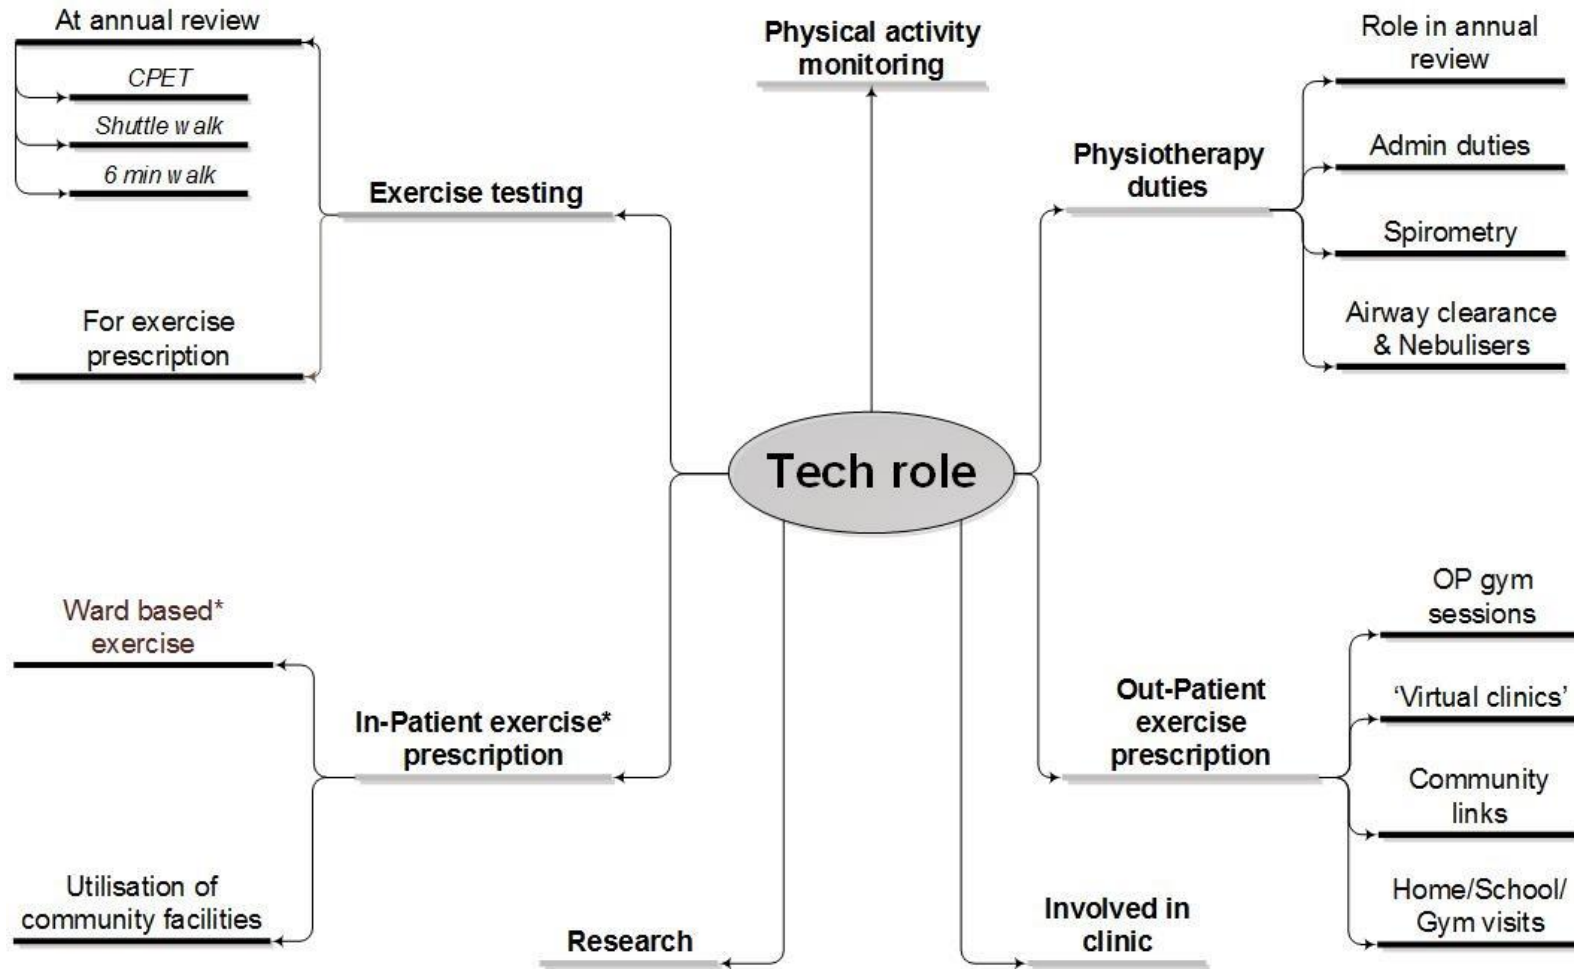 At annual review
CPET
Shuttle walk
6 min walk
Exercise testing
For exercise
prescription
Physical activity
monitoring
Role in annual
review
Physiotherapy
duties
Admin duties
Spirometry
Airway clearance
& Nebulisers
Tech role
Ward based*
exercise
In-Patient exercise*
prescription
Utilisation of
community facilities
Research
Involved in
clinic
Out-Patient
exercise
prescription
OP gym
sessions
‘Virtual clinics’
Community
links
Home/School/
Gym visits